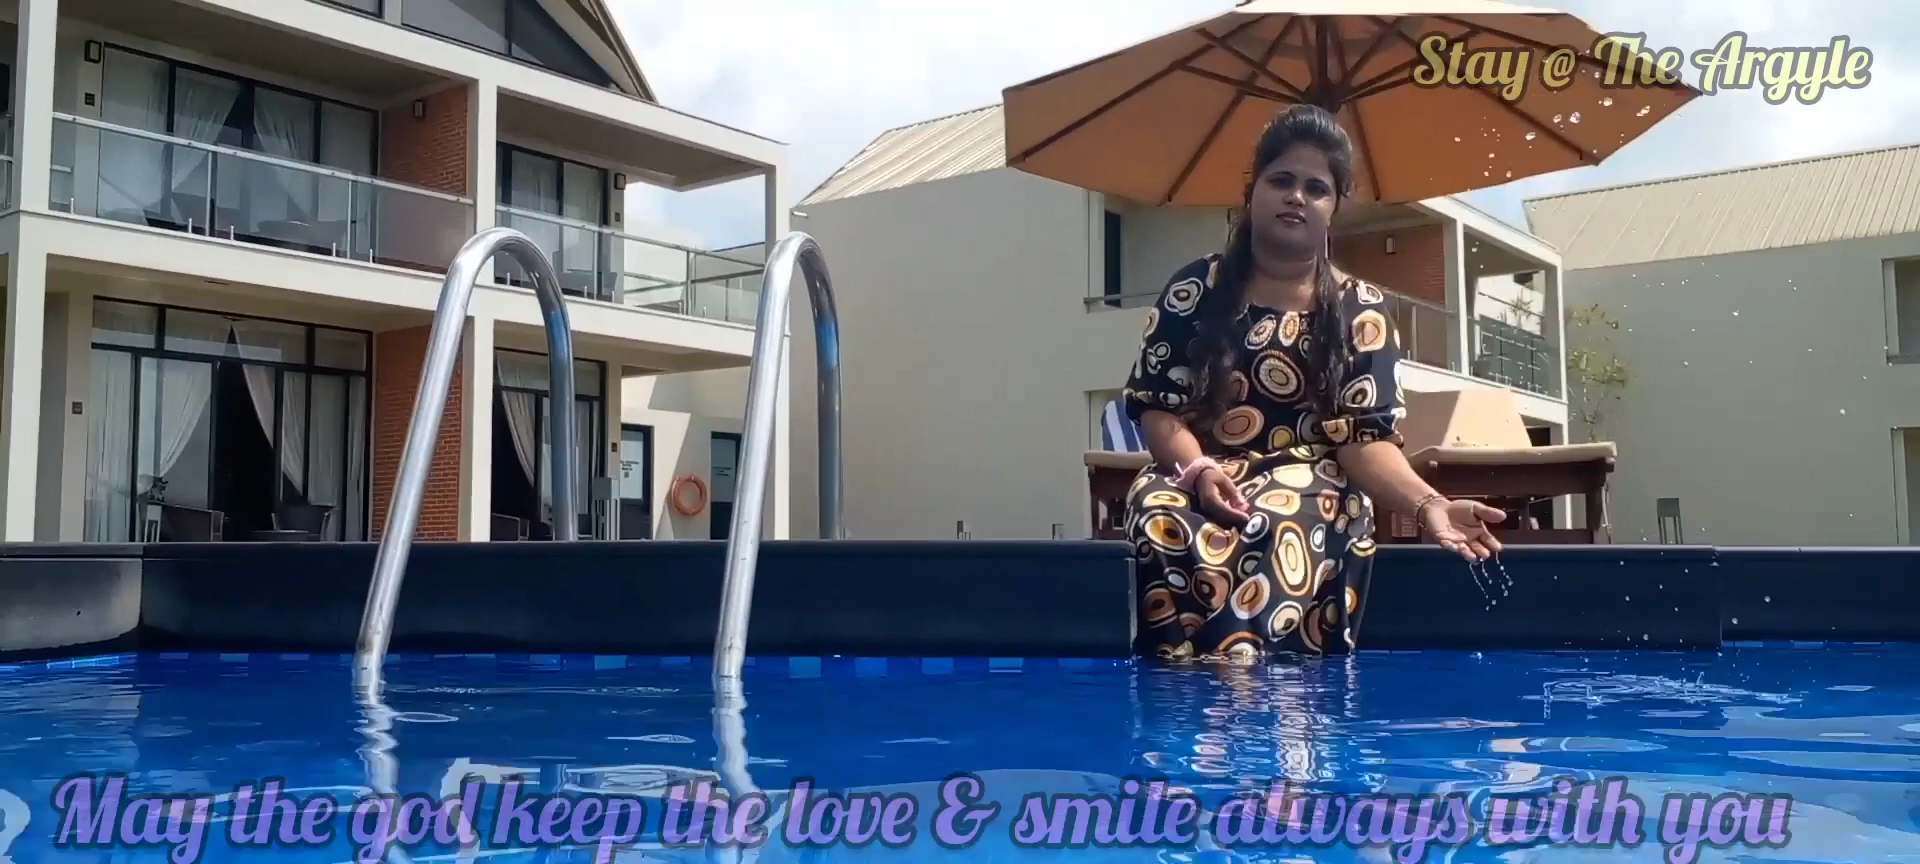 Stay @ The Argyle
May the god keep the love & smile always with you